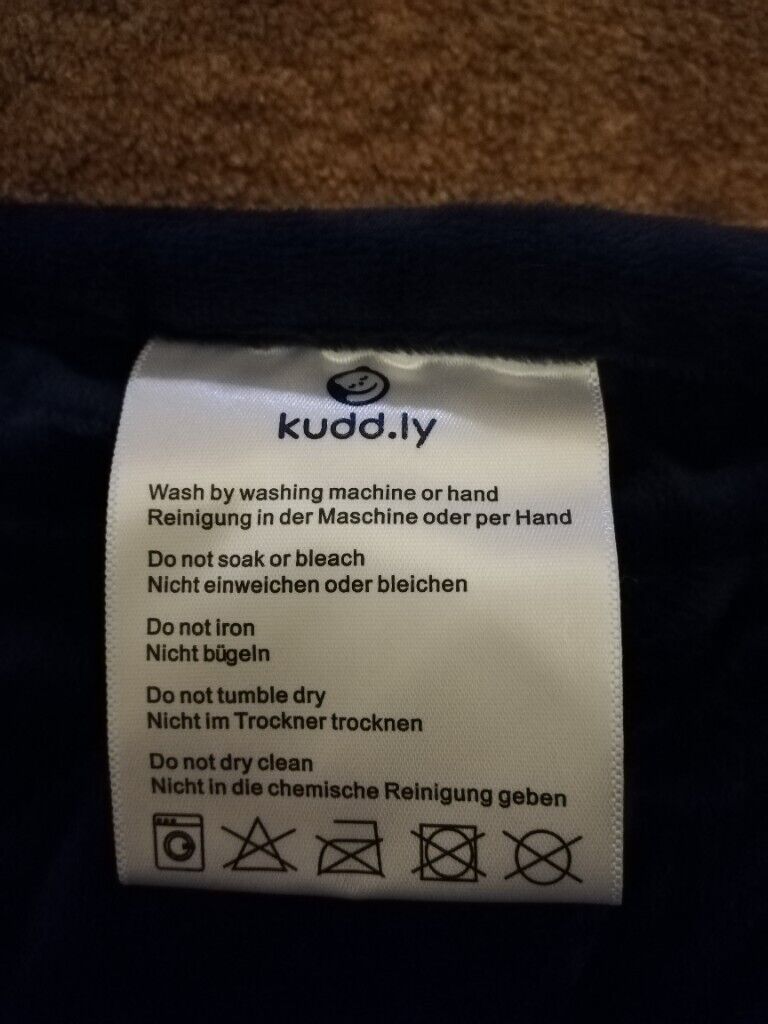 kudd.ly
Wash by washing machine or hand
Reinigung in der Maschine oder per Hand
Do not soak or bleach
Nicht einweichen oder bleichen
Do not iron
Nicht bügeln
Do not tumble dry
Nicht im Trockner trocknen
Do not dry clean
Nicht in die chemische Reinigung geben